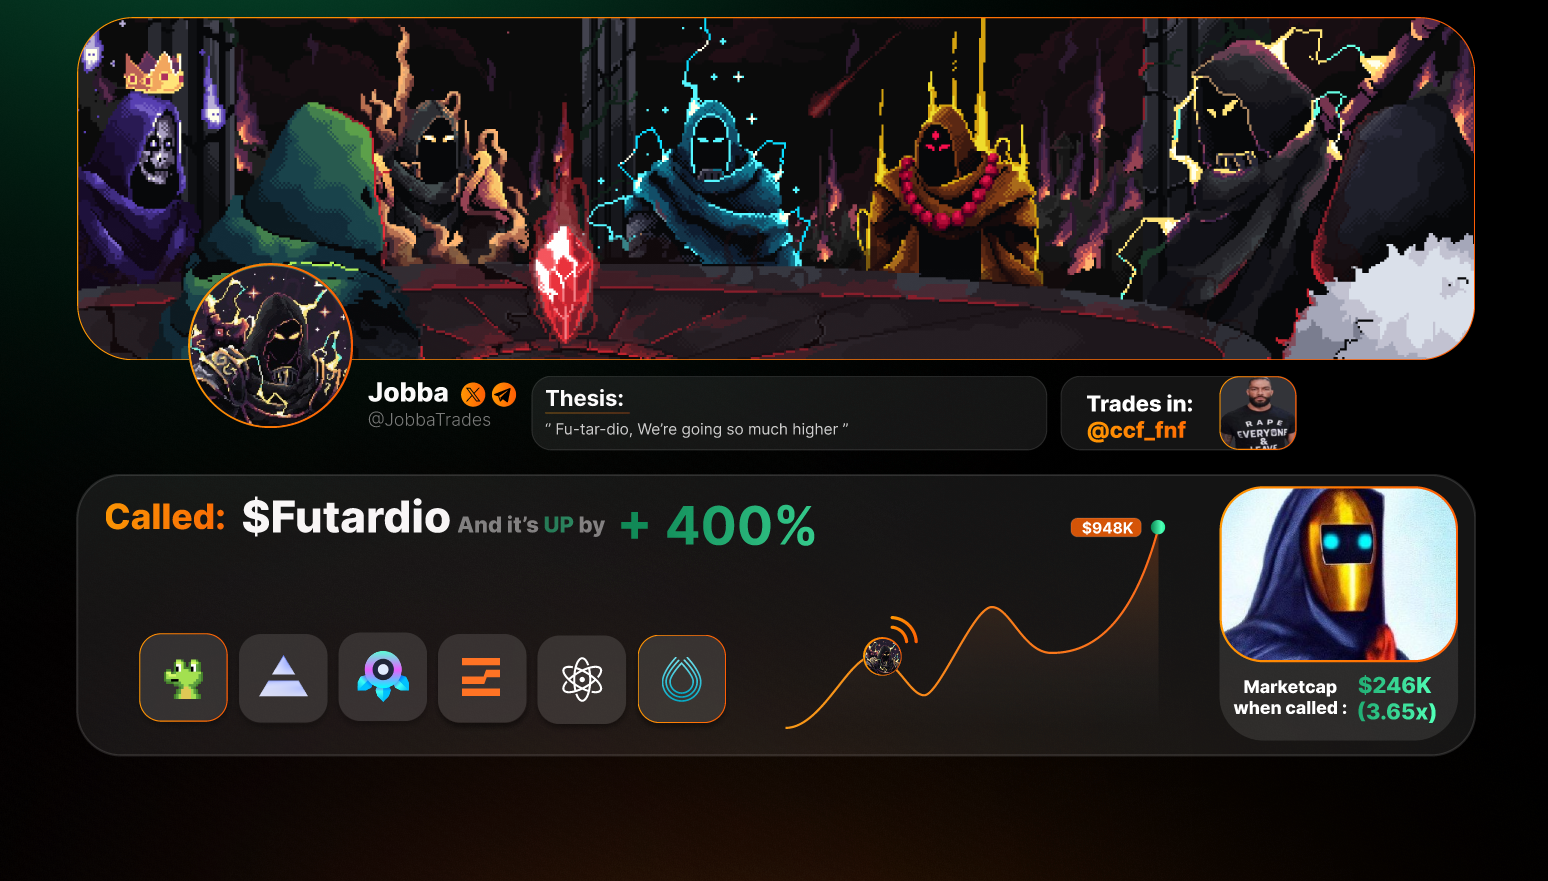 Jobba
@JobbaTrades
Thesis:
“ Fu-tar-dio, We’re going so much higher ”
Trades in:
@ccf_fnf
RAPE
EVERYONE
&
LEAVE
Called: $Futardio And it’s UP by + 400%
$948K
Marketcap
when called :
$246K
(3.65x)